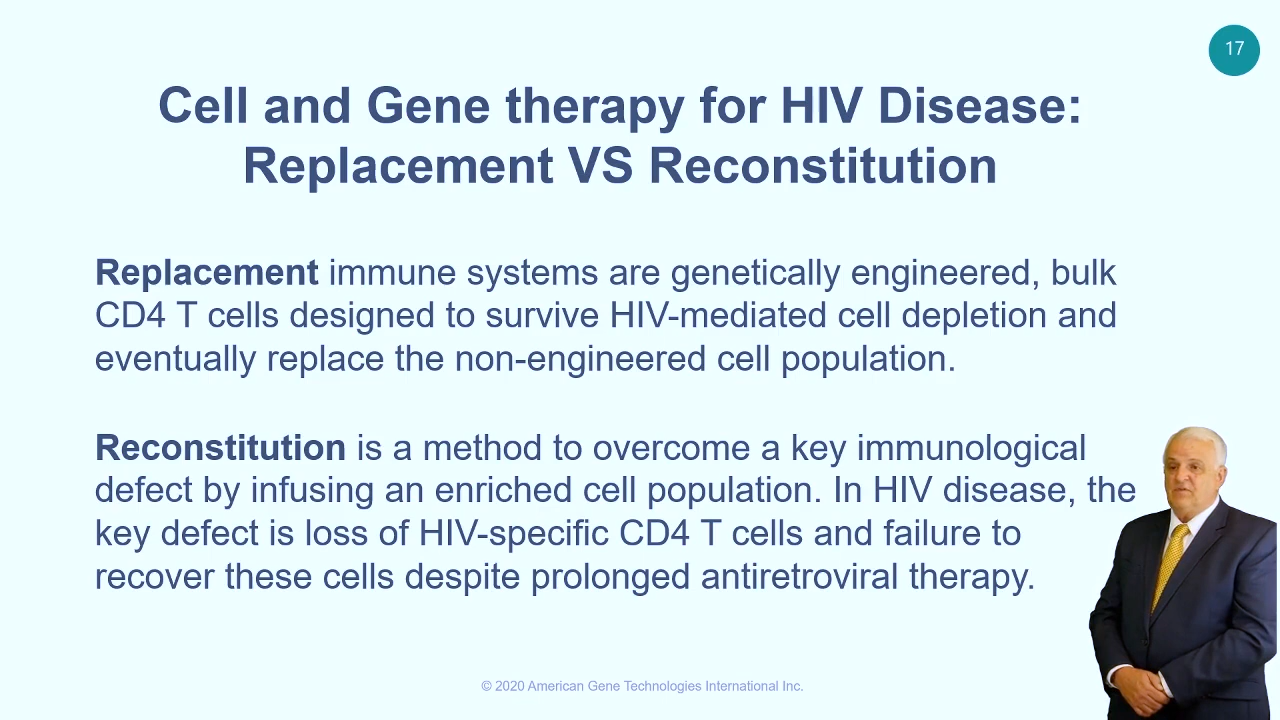 17
Cell and Gene therapy for HIV Disease:
Replacement VS Reconstitution
Replacement immune systems are genetically engineered, bulk
CD4 T cells designed to survive HIV-mediated cell depletion and
eventually replace the non-engineered cell population.
Reconstitution is a method to overcome a key immunological
defect by infusing an enriched cell population. In HIV disease, the
key defect is loss of HIV-specific CD4 T cells and failure to
recover these cells despite prolonged antiretroviral therapy.
© 2020 American Gene Technologies International Inc.